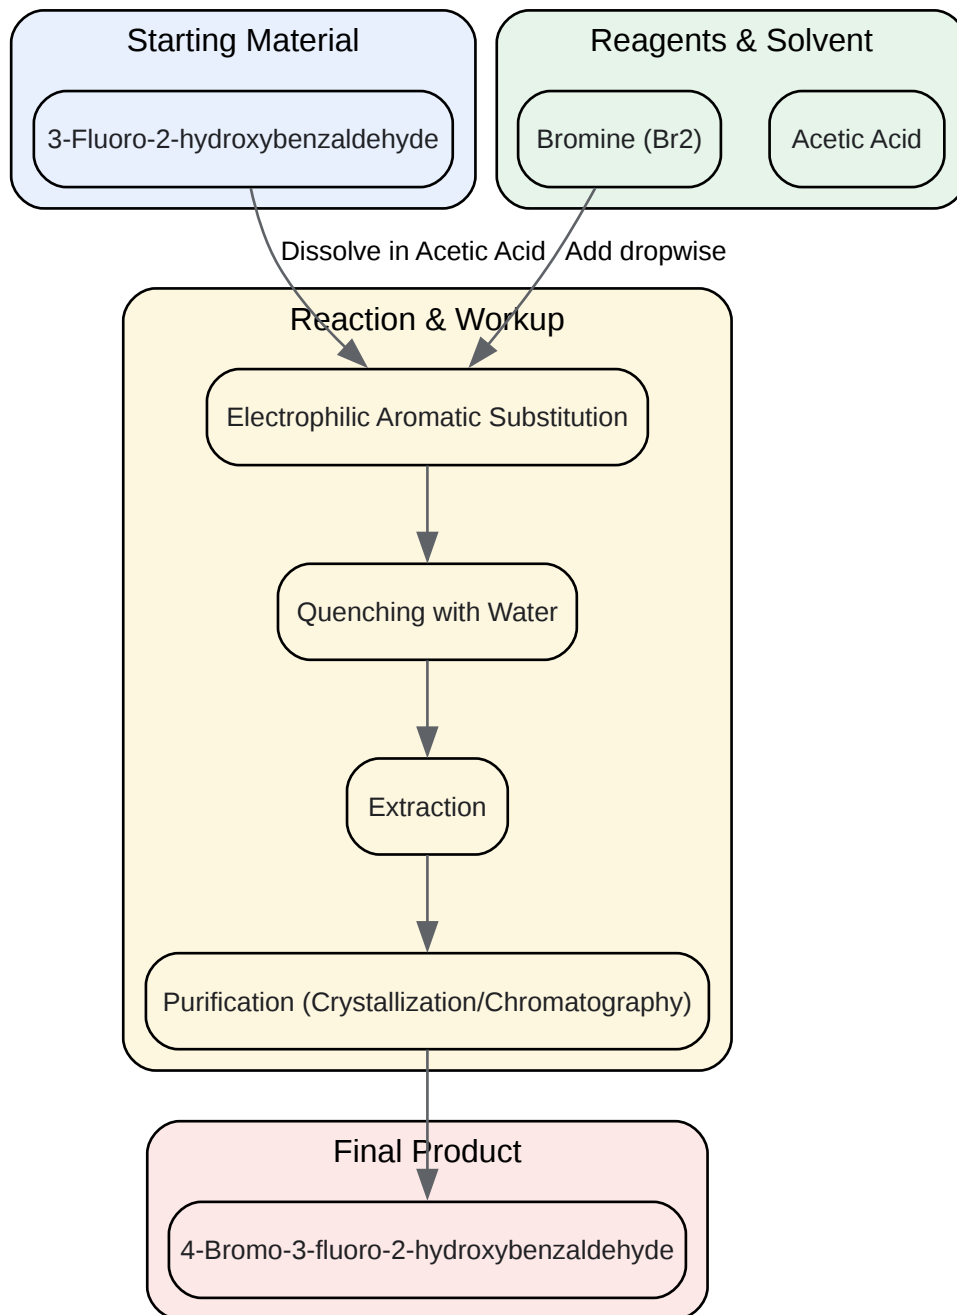 Starting Material
Reagents & Solvent
3-Fluoro-2-hydroxybenzaldehyde
Bromine (Br2)
Acetic Acid
Dissolve in Acetic Acid
Add dropwise
Reaction & Workup
Electrophilic Aromatic Substitution
Quenching with Water
Extraction
Purification (Crystallization/Chromatography)
Final Product
4-Bromo-3-fluoro-2-hydroxybenzaldehyde